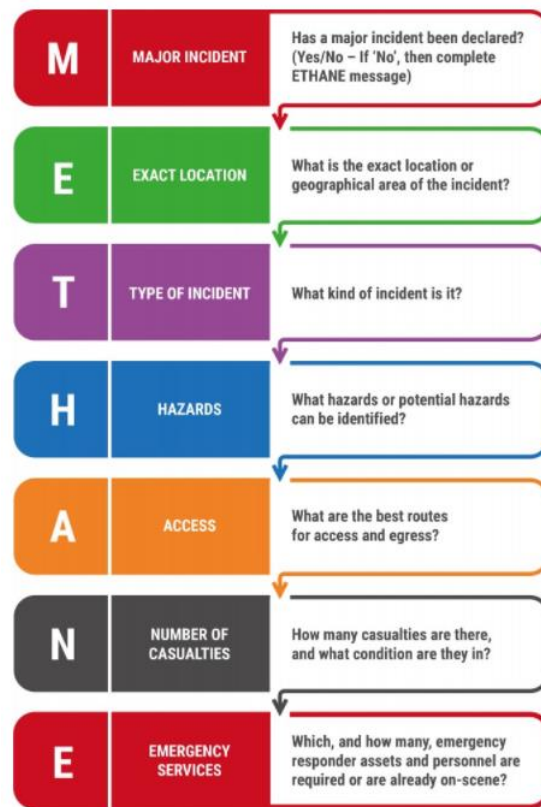 M
MAJOR INCIDENT
Has a major incident been declared?
(Yes/No – If ‘No’, then complete
ETHANE message)
E
EXACT LOCATION
What is the exact location or
geographical area of the incident?
T
TYPE OF INCIDENT
What kind of incident is it?
H
HAZARDS
What hazards or potential hazards
can be identified?
A
ACCESS
What are the best routes
for access and egress?
N
NUMBER OF
CASUALTIES
How many casualties are there,
and what condition are they in?
E
EMERGENCY
SERVICES
Which, and how many, emergency
responder assets and personnel are
required or are already on-scene?